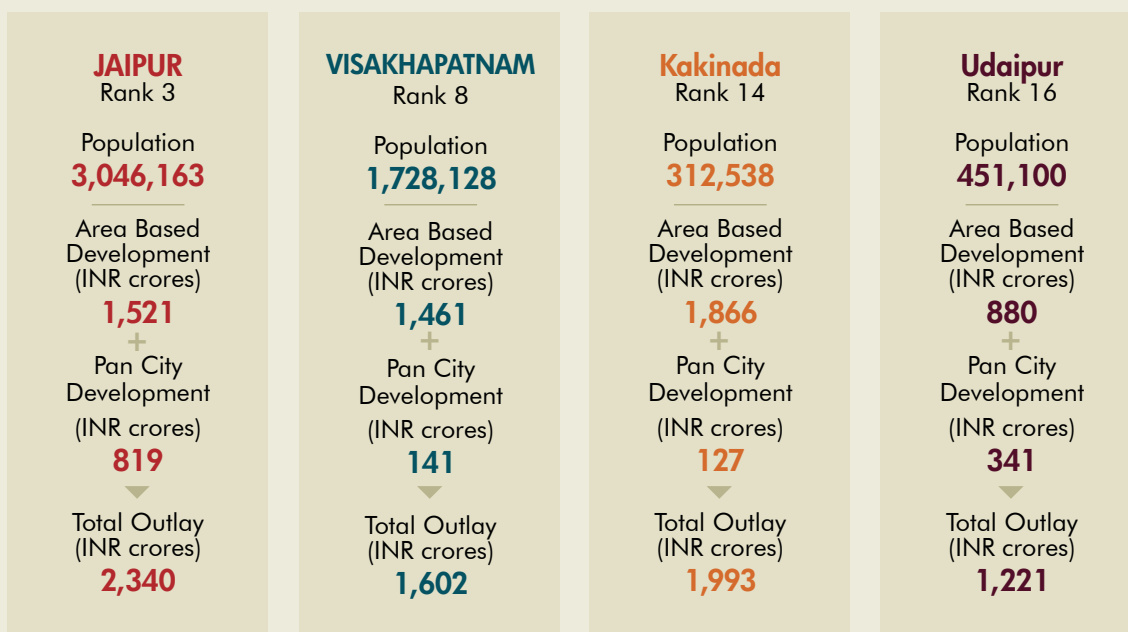 JAIPUR
Rank 3
Population
3,046,163
Area Based
Development
(INR crores)
1,521
+
Pan City
Development
(INR crores)
819
Total Outlay
(INR crores)
2,340
VISAKHAPATNAM
Rank 8
Population
1,728,128
Area Based
Development
(INR crores)
1,461
+
Pan City
Development
(INR crores)
141
Total Outlay
(INR crores)
1,602
Kakinada
Rank 14
Population
312,538
Area Based
Development
(INR crores)
1,866
+
Pan City
Development
(INR crores)
127
Total Outlay
(INR crores)
1,993
Udaipur
Rank 16
Population
451,100
Area Based
Development
(INR crores)
880
+
Pan City
Development
(INR crores)
341
Total Outlay
(INR crores)
1,221